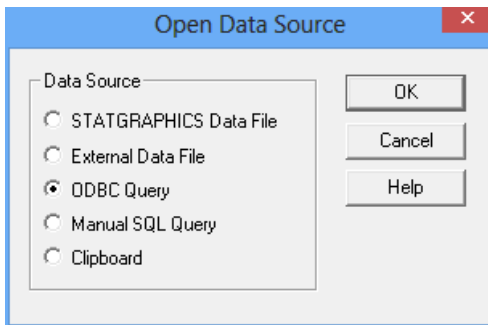 Open Data Source
Data Source
STATGRAPHICS Data File
External Data File
ODBC Query
Manual SQL Query
Clipboard
OK
Cancel
Help